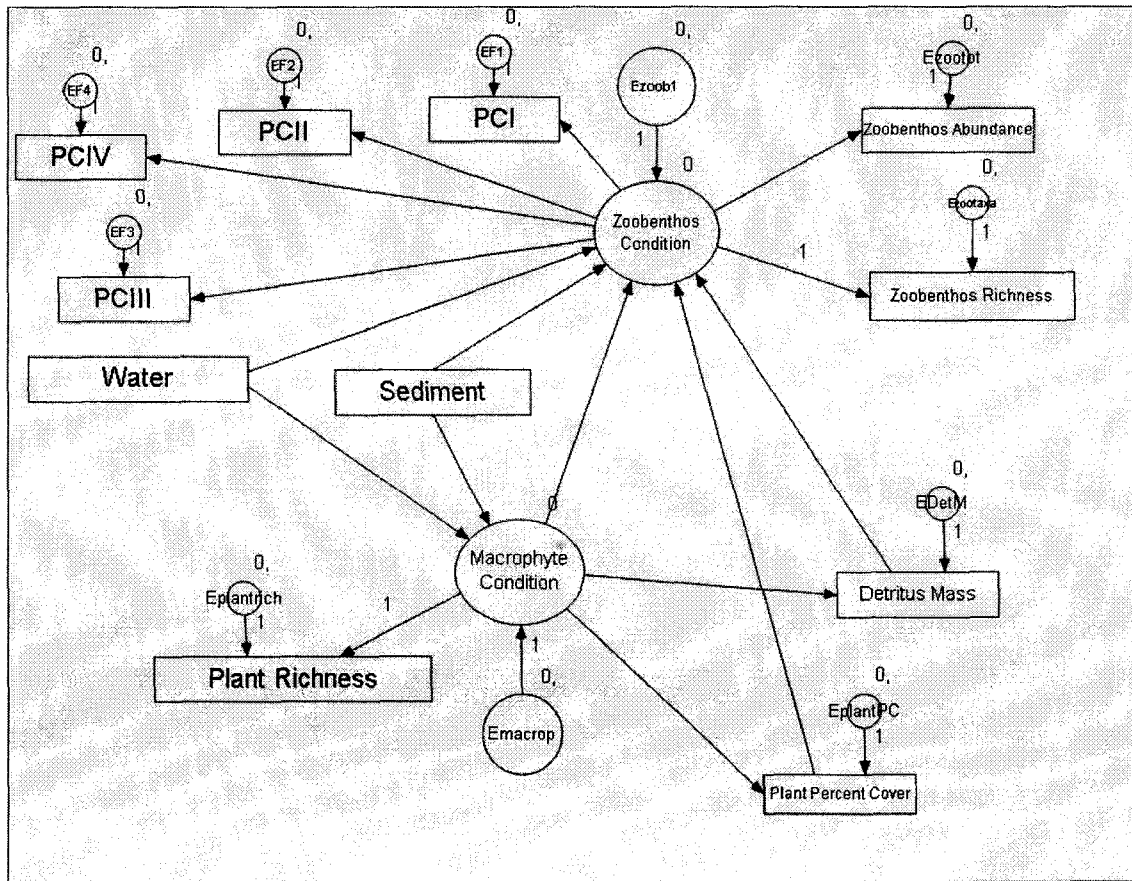 0,
0,
0,
0,
EF4
1
EF2
1
EF1
1
Ezoob1
Ezootot
1
PCIV
PCII
PCI
1
0
Zoobenthos Abundance
0,
EF3
1
Zoobenthos
Condition
0,
Ezootaxa
1
PCIII
1
Zoobenthos Richness
Water
Sediment
0,
EDetM
1
0
Macrophyte
Condition
Detritus Mass
0,
Eplantrich
1
1
Plant Richness
1
0,
Emacrop
0,
EplantPC
1
Plant Percent Cover
0,